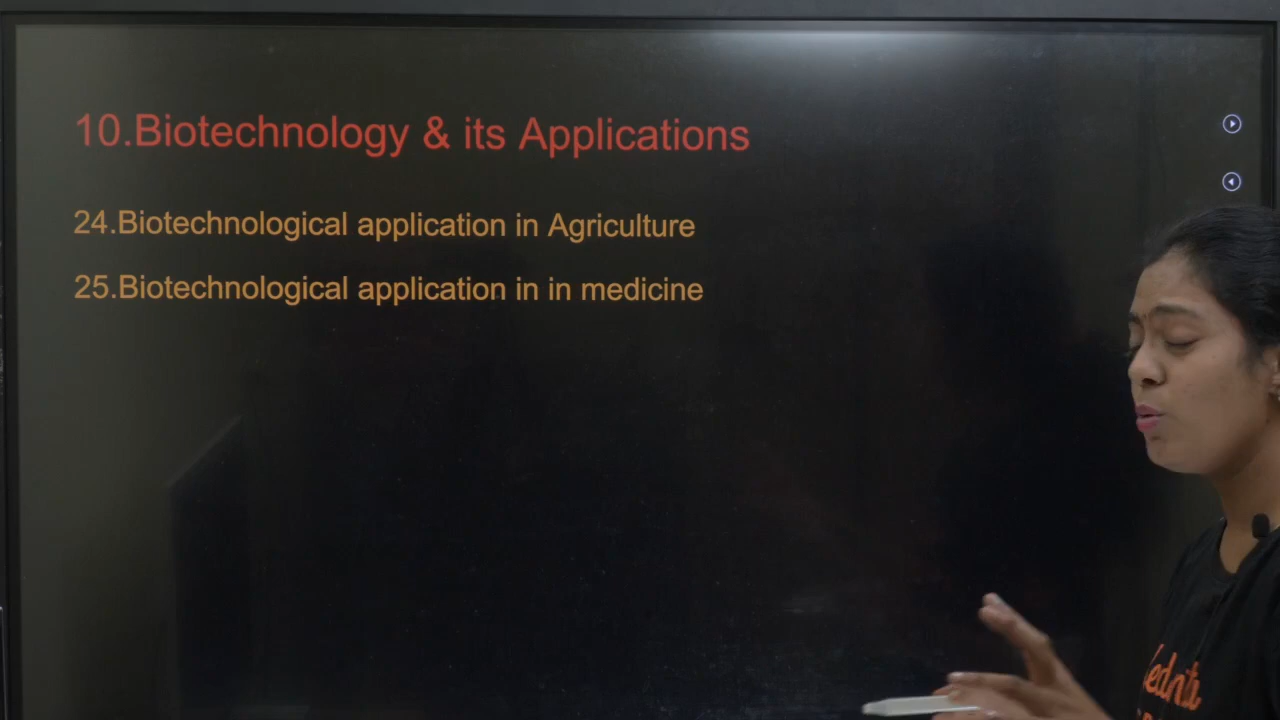 10.Biotechnology & its Applications
24.Biotechnological application in Agriculture
25.Biotechnological application in in medicine